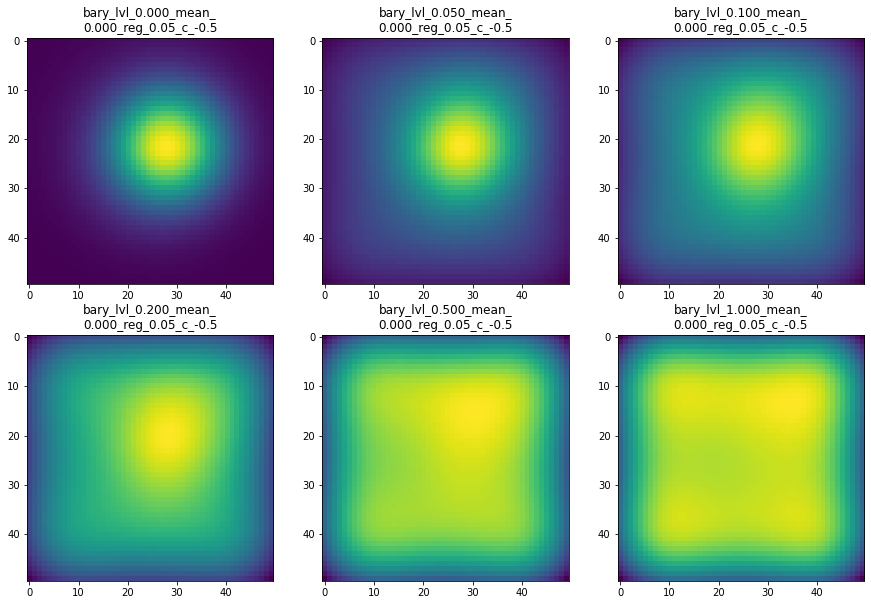 bary_lvl_0.000_mean_
0.000_reg_0.05_c_-0.5
bary_lvl_0.050_mean_
0.000_reg_0.05_c_-0.5
bary_lvl_0.100_mean_
0.000_reg_0.05_c_-0.5
0
10
20
30
40
0 10 20 30 40
0
10
20
30
40
0 10 20 30 40
0
10
20
30
40
0 10 20 30 40
bary_lvl_0.200_mean_
0.000_reg_0.05_c_-0.5
bary_lvl_0.500_mean_
0.000_reg_0.05_c_-0.5
bary_lvl_1.000_mean_
0.000_reg_0.05_c_-0.5
0
10
20
30
40
0 10 20 30 40
0
10
20
30
40
0 10 20 30 40
0
10
20
30
40
0 10 20 30 40